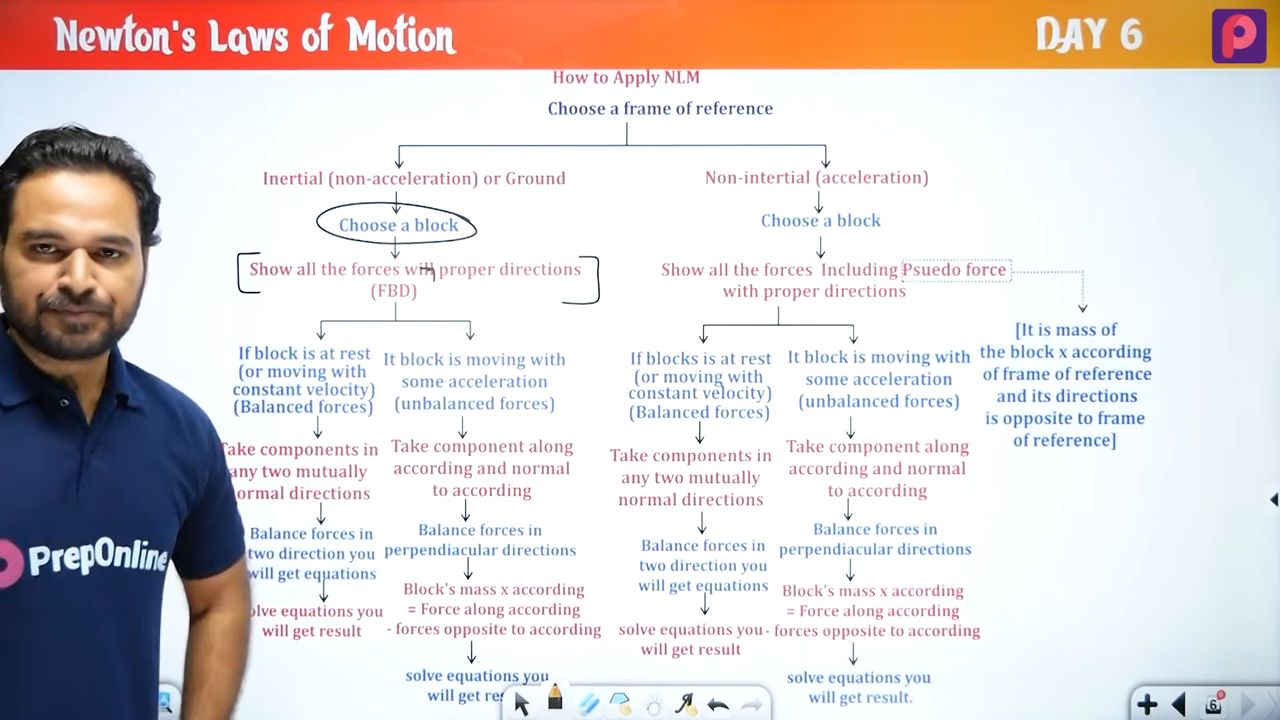 Newton's Laws of Motion
DAY 6
How to Apply NLM
Choose a frame of reference
Inertial (non-acceleration) or Ground
Choose a block
Show all the forces with proper directions
(FBD)
If block is at rest
(or moving with
constant velocity)
(Balanced forces)
Take components in
any two mutually
normal directions
Balance forces in
two direction you
will get equations
olve equations you
will get result
It block is moving with
some acceleration
(unbalanced forces)
Take component along
according and normal
to according
Balance forces in
perpendiacular directions
Block's mass x according
= Force along according
- forces opposite to according
solve equations you
will get res
Non-intertial (acceleration)
Choose a block
Show all the forces Including Psuedo force
with proper directions
If blocks is at rest
(or moving with
constant velocity)
(Balanced forces)
Take components in
any two mutually
normal directions
Balance forces in
two direction you
will get equations
solve equations you
will get result
It block is moving with
some acceleration
(unbalanced forces)
Take component along
according and normal
to according
Balance forces in
perpendiacular directions
Block's mass x according
= Force along according
- forces opposite to according
solve equations you
will get result.
[It is mass of
the block x according
of frame of reference
and its directions
is opposite to frame
of reference]
PrepOnline
6